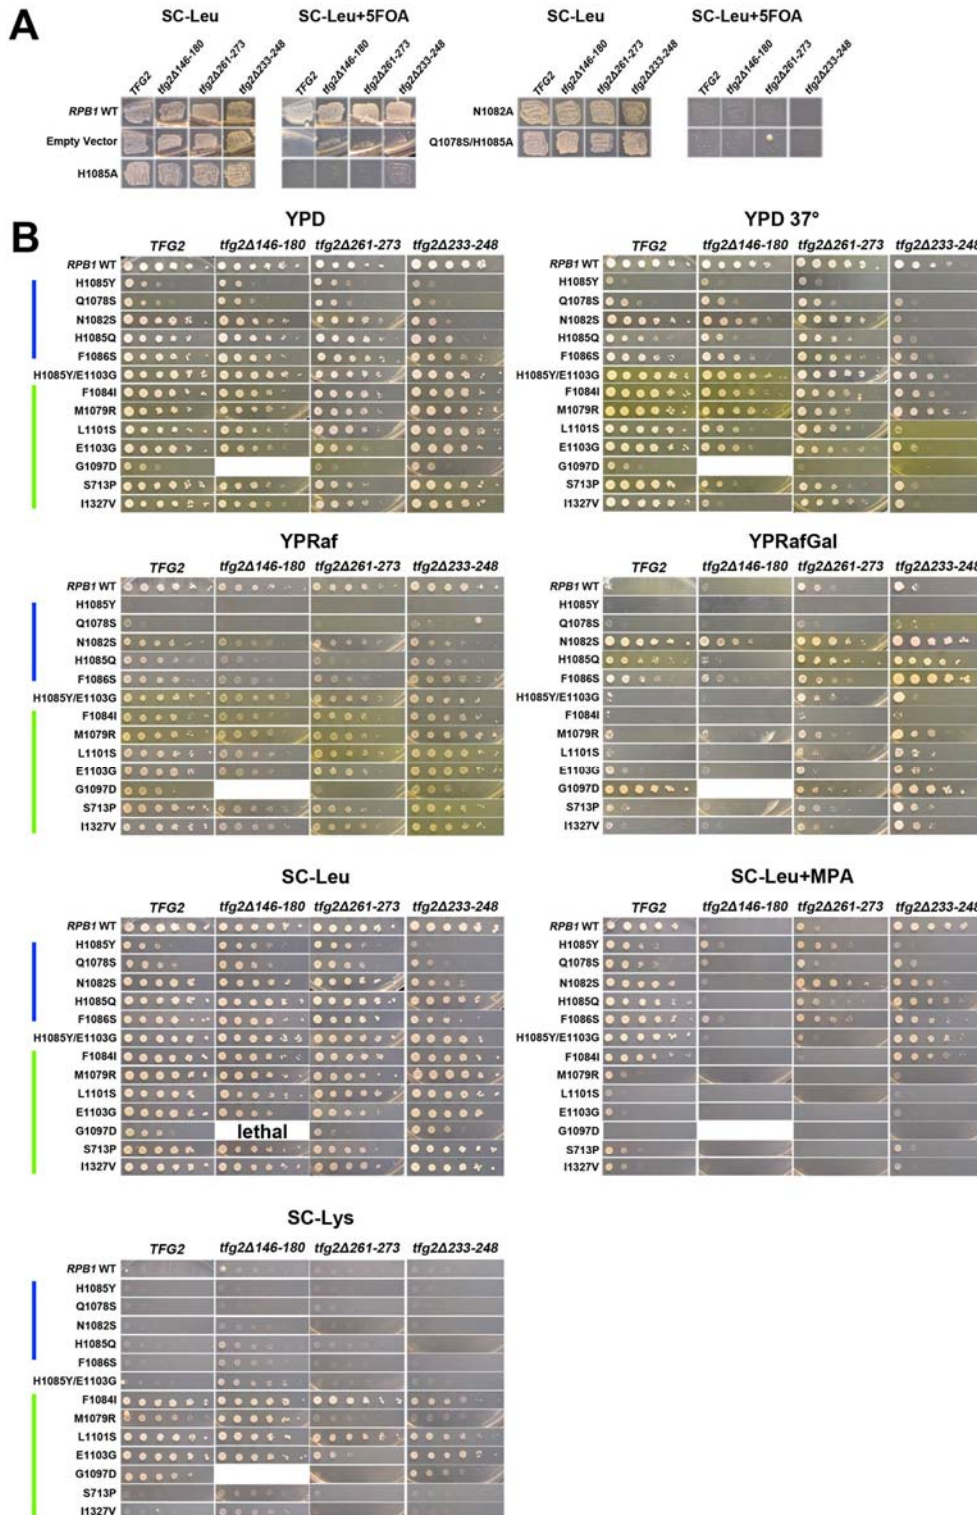 A
SC-Leu SC-Leu+5FOA SC-Leu SC-Leu+5FOA
TFG2 tfg2Δ146-180 tfg2Δ261-273 tfg2Δ233-248 TFG2 tfg2Δ146-180 tfg2Δ261-273 tfg2Δ233-248 TFG2 tfg2Δ146-180 tfg2Δ261-273 tfg2Δ233-248 TFG2 tfg2Δ146-180 tfg2Δ261-273 tfg2Δ233-248
RPB1 WT N1082A
Empty Vector Q1078S/H1085A
H1085A
B
YPD YPD 37°
TFG2 tfg2Δ146-180 tfg2Δ261-273 tfg2Δ233-248 TFG2 tfg2Δ146-180 tfg2Δ261-273 tfg2Δ233-248
RPB1 WT RPB1 WT
H1085Y H1085Y
Q1078S Q1078S
N1082S N1082S
H1085Q H1085Q
F1086S F1086S
H1085Y/E1103G H1085Y/E1103G
F1084I F1084I
M1079R M1079R
L1101S L1101S
E1103G E1103G
G1097D G1097D
S713P S713P
I1327V I1327V
YPRaf YPRafGal
TFG2 tfg2Δ146-180 tfg2Δ261-273 tfg2Δ233-248 TFG2 tfg2Δ146-180 tfg2Δ261-273 tfg2Δ233-248
RPB1 WT RPB1 WT
H1085Y H1085Y
Q1078S Q1078S
N1082S N1082S
H1085Q H1085Q
F1086S F1086S
H1085Y/E1103G H1085Y/E1103G
F1084I F1084I
M1079R M1079R
L1101S L1101S
E1103G E1103G
G1097D G1097D
S713P S713P
I1327V I1327V
SC-Leu SC-Leu+MPA
TFG2 tfg2Δ146-180 tfg2Δ261-273 tfg2Δ233-248 TFG2 tfg2Δ146-180 tfg2Δ261-273 tfg2Δ233-248
RPB1 WT RPB1 WT
H1085Y H1085Y
Q1078S Q1078S
N1082S N1082S
H1085Q H1085Q
F1086S F1086S
H1085Y/E1103G H1085Y/E1103G
F1084I F1084I
M1079R M1079R
L1101S L1101S
E1103G E1103G
G1097D lethal G1097D
S713P S713P
I1327V I1327V
SC-Lys
TFG2 tfg2Δ146-180 tfg2Δ261-273 tfg2Δ233-248
RPB1 WT
H1085Y
Q1078S
N1082S
H1085Q
F1086S
H1085Y/E1103G
F1084I
M1079R
L1101S
E1103G
G1097D
S713P
I1327V